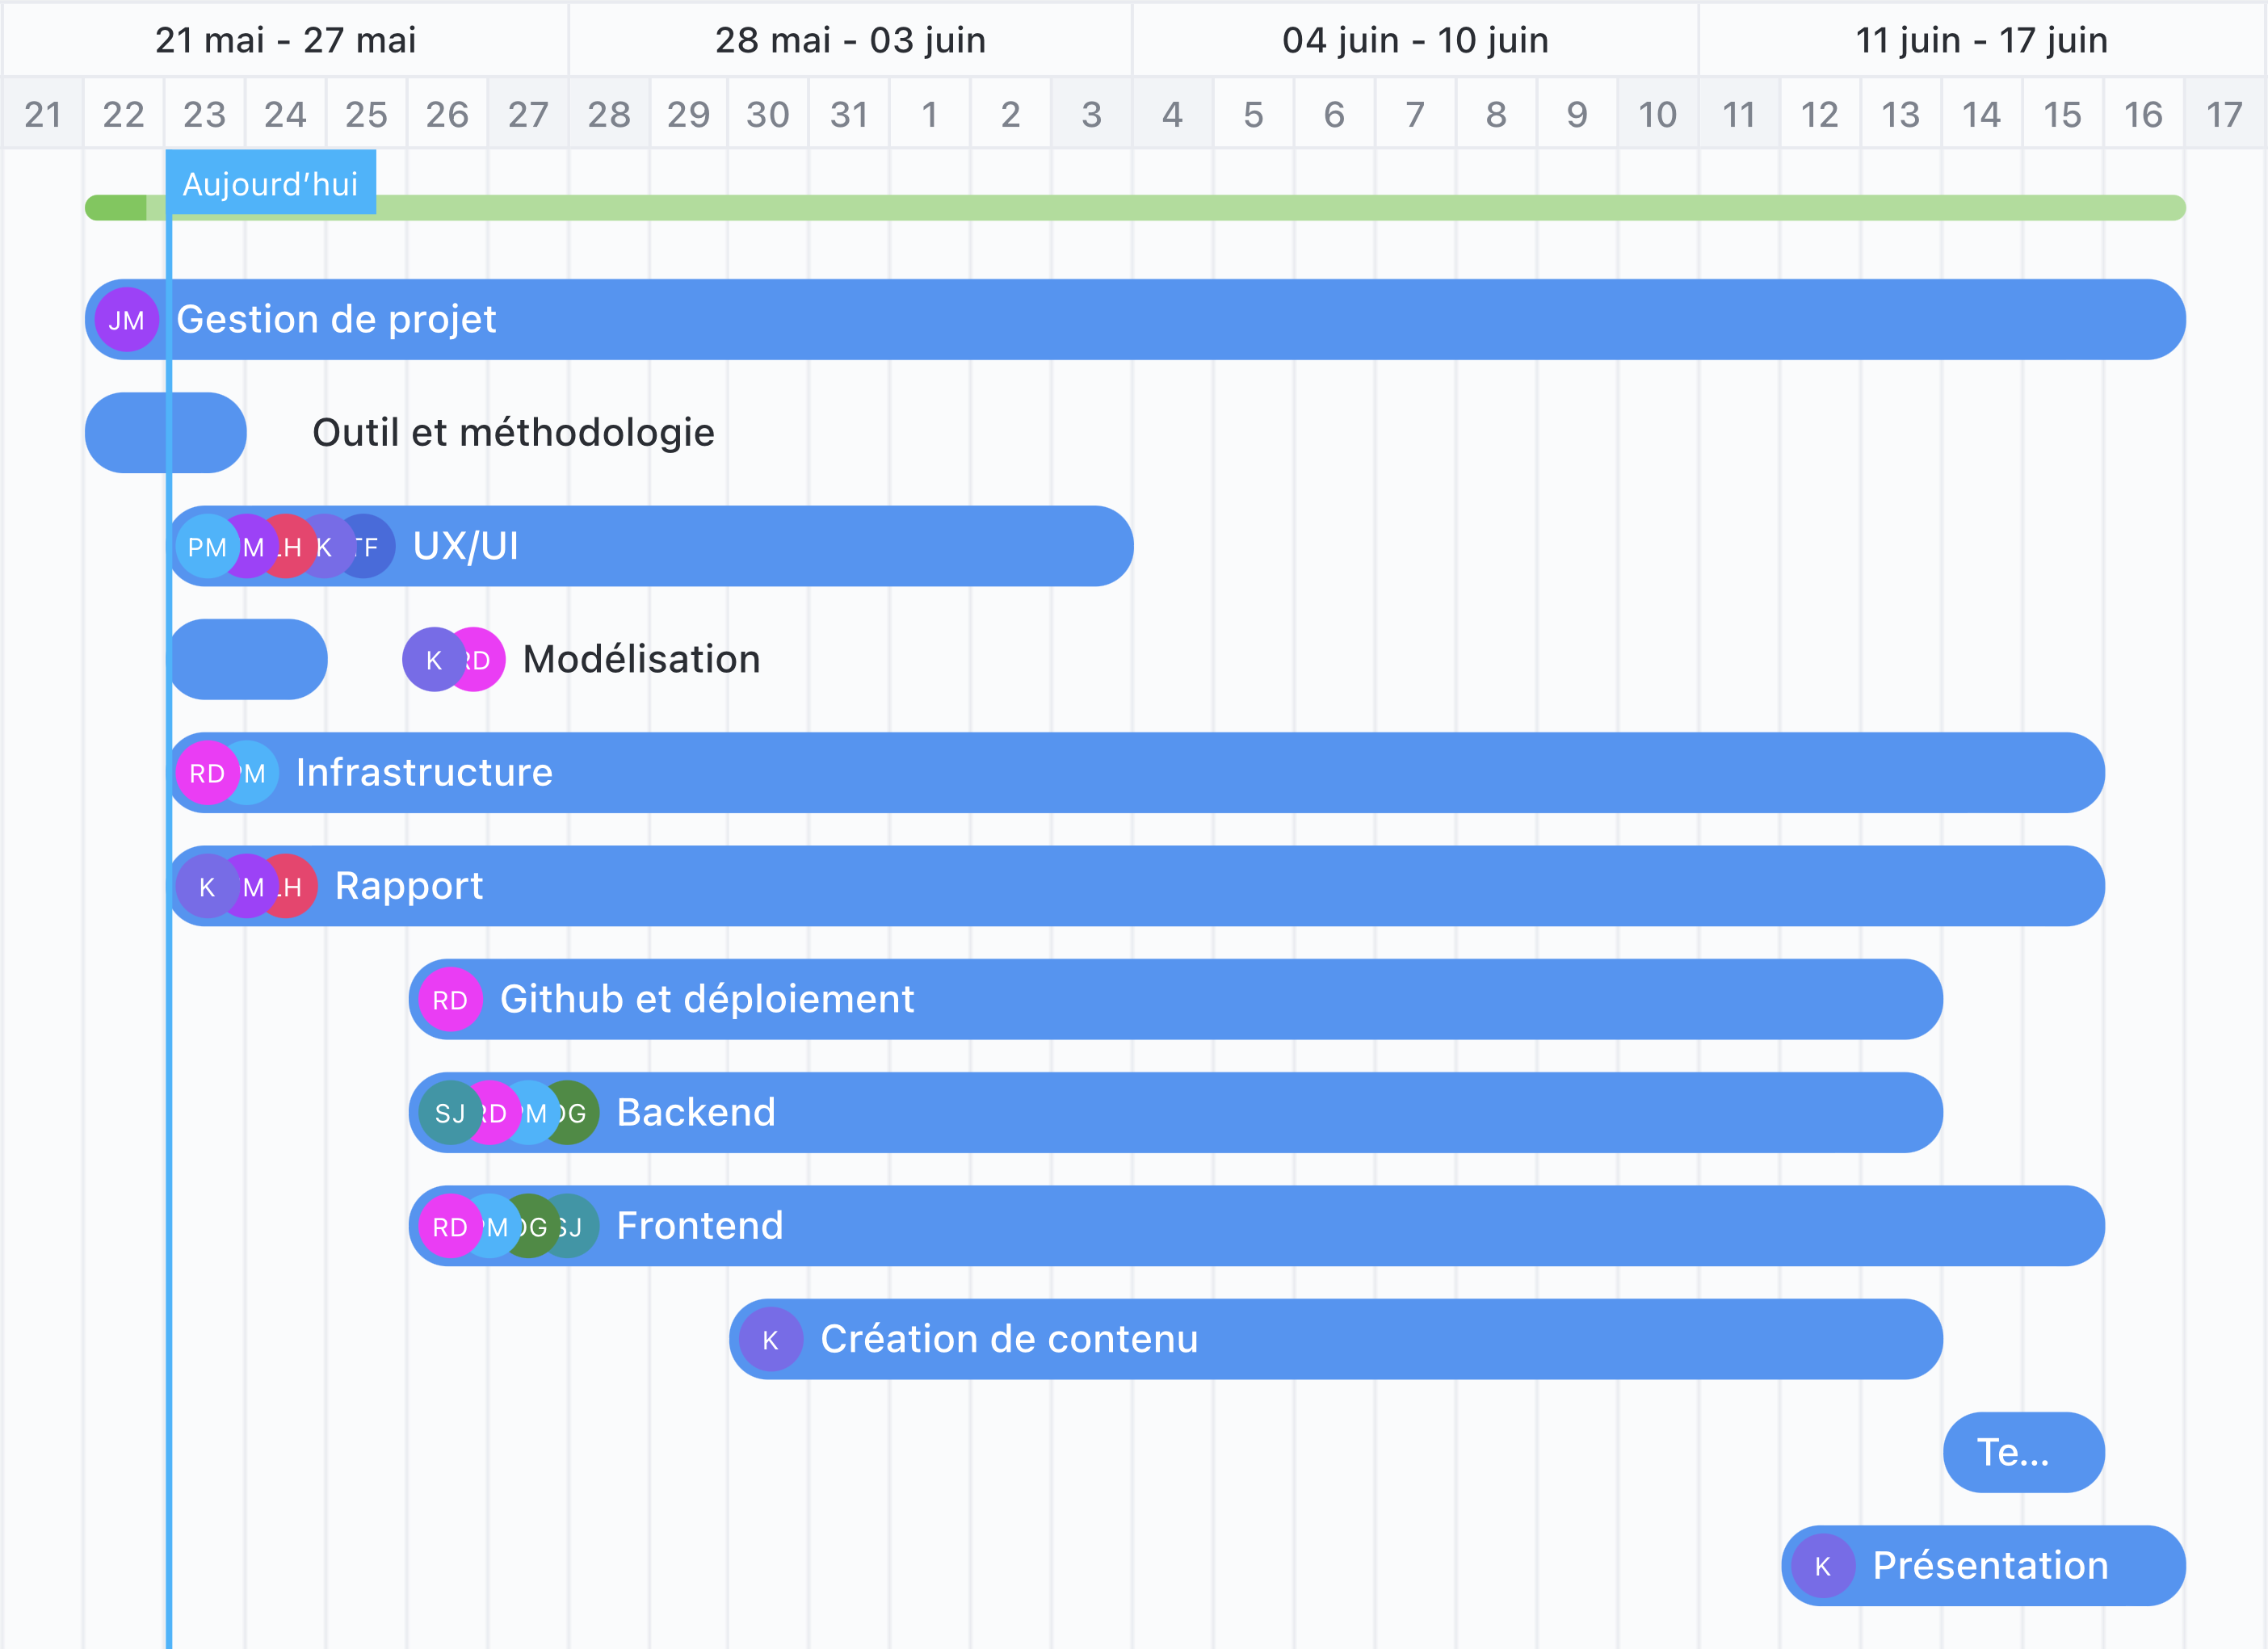 21 mai - 27 mai 28 mai - 03 juin 04 juin - 10 juin 11 juin - 17 juin
21 22 23 24 25 26 27 28 29 30 31 1 2 3 4 5 6 7 8 9 10 11 12 13 14 15 16 17
Aujourd’hui
JM Gestion de projet
Outil et méthodologie
PM M H K F UX/UI
K RD Modélisation
RD M Infrastructure
K M H Rapport
RD Github et déploiement
SJ RD M G Backend
RD M G SJ Frontend
K Création de contenu
Te...
K Présentation